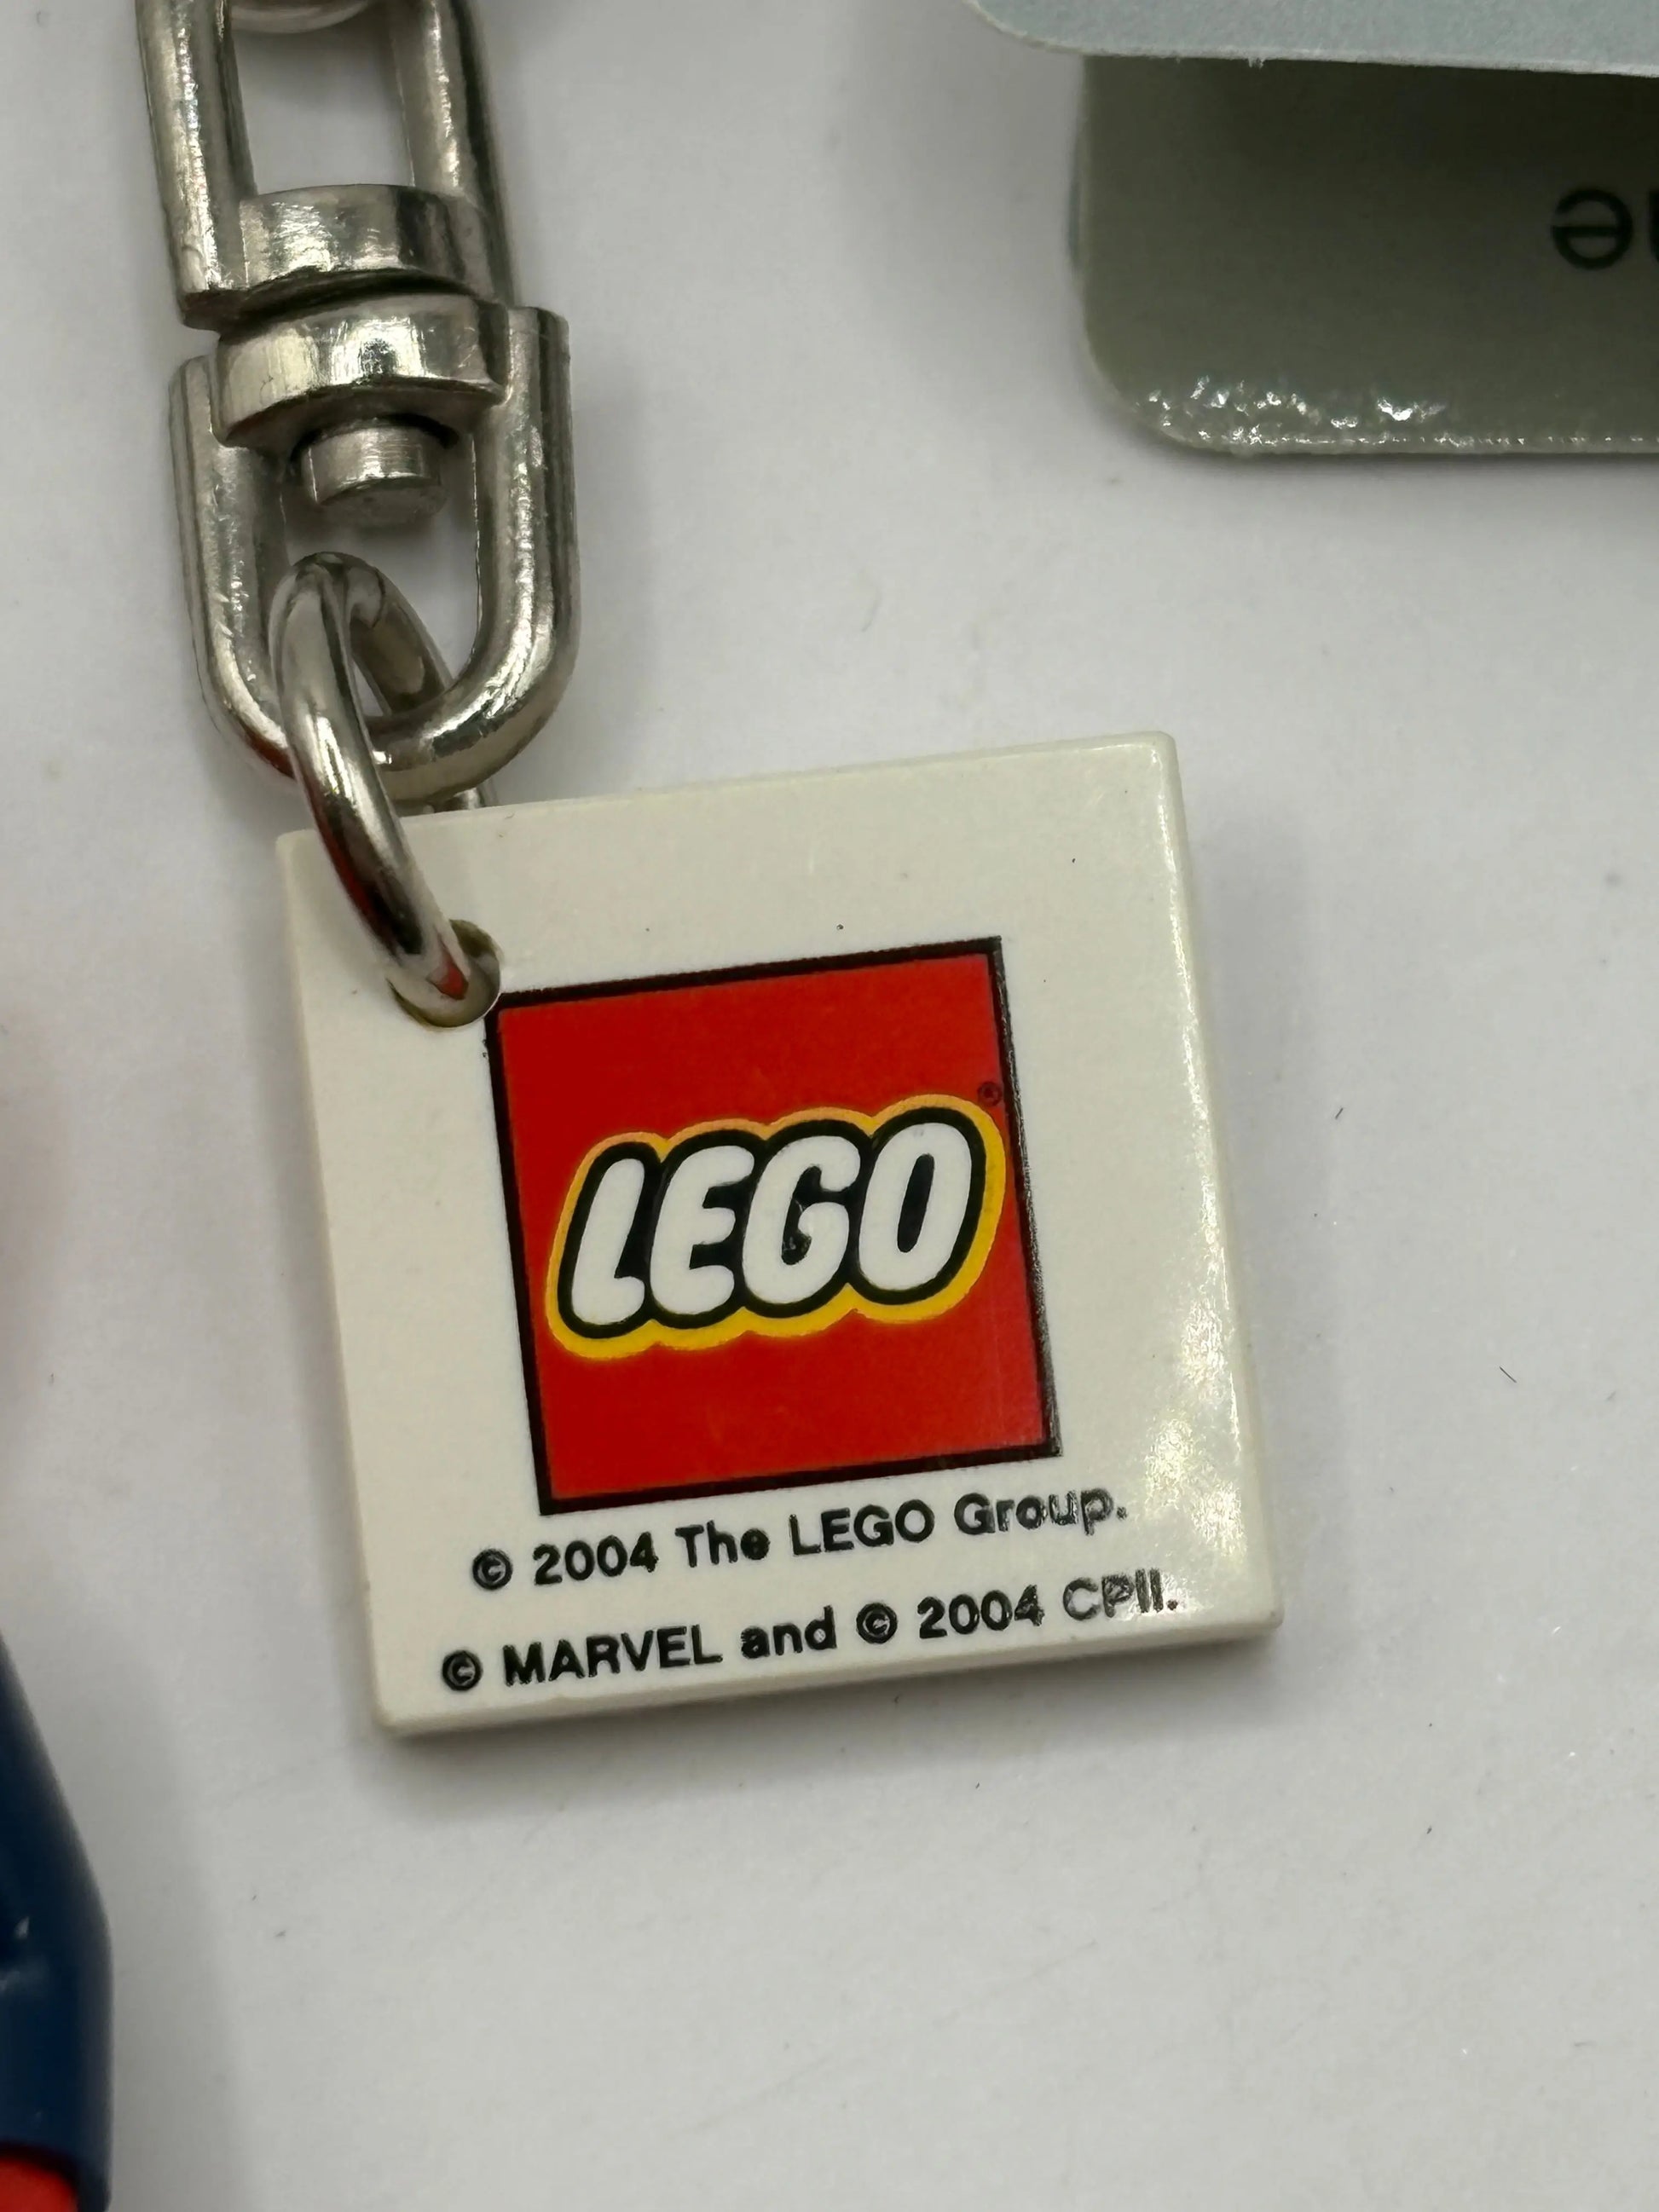 LEGO®
© 2004 The LEGO Group.
© MARVEL and © 2004 CPII.